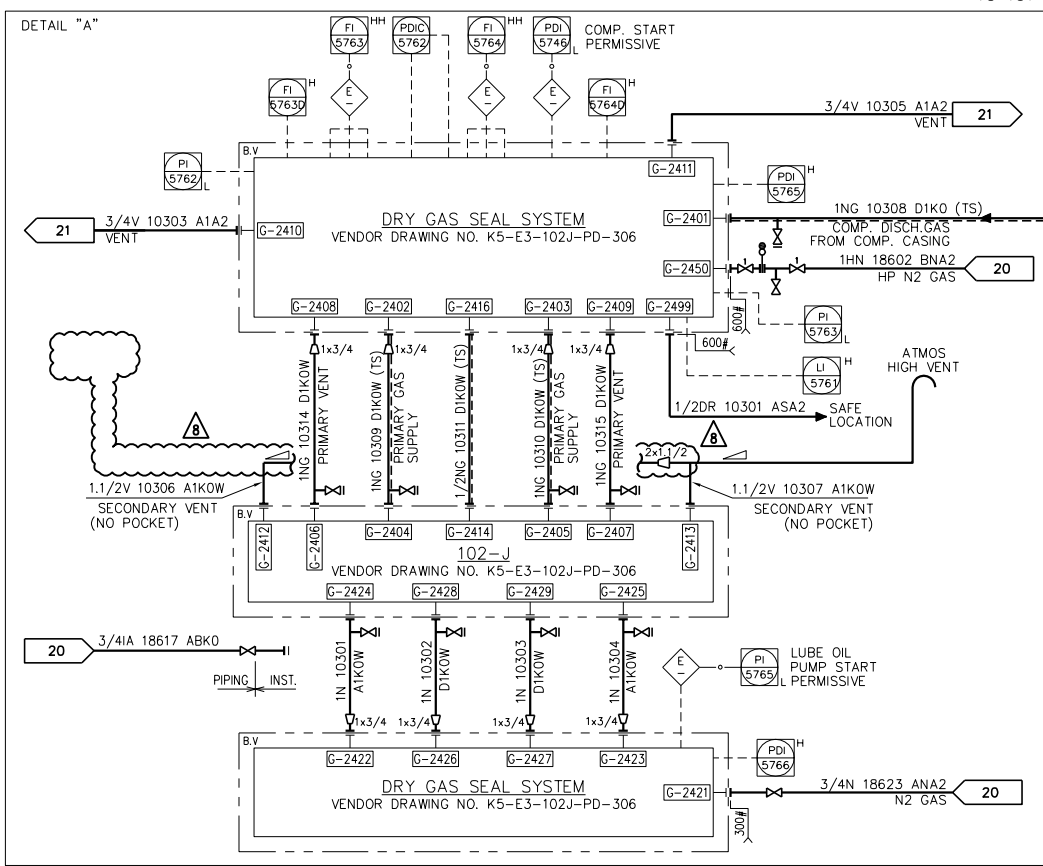 DETAIL "A"
FI 5763 HH
PDIC 5762
FI 5764 HH
PDI 5746 L
COMP. START
PERMISSIVE
E
–
E
–
E
–
FI 5763D H
FI 5764D H
3/4V 10305 A1A2
VENT
21
B.V
PI 5762 L
G-2411
PDI 5765 H
21
3/4V 10303 A1A2
VENT
G-2410
DRY GAS SEAL SYSTEM
VENDOR DRAWING NO. K5-E3-102J-PD-306
G-2401
1NG 10308 D1K0 (TS)
COMP. DISCH.GAS
FROM COMP. CASING
G-2450
1
1
1HN 18602 BNA2
HP N2 GAS
20
G-2408
G-2402
G-2416
G-2403
G-2409
G-2499
600#
600#
PI 5763 L
LI 5761 H
ATMOS
HIGH VENT
1x3/4
1x3/4
1x3/4
1x3/4
1NG 10314 D1K0W
PRIMARY VENT
1NG 10309 D1K0W (TS)
PRIMARY GAS
SUPPLY
1/2NG 10311 D1K0W (TS)
1NG 10310 D1K0W (TS)
PRIMARY GAS
SUPPLY
1NG 10315 D1K0W
PRIMARY VENT
1/2DR 10301 ASA2
SAFE
LOCATION
8
8
2x1.1/2
1.1/2V 10306 A1K0W
SECONDARY VENT
(NO POCKET)
1.1/2V 10307 A1K0W
SECONDARY VENT
(NO POCKET)
B.V
G-2412
G-2406
G-2404
G-2414
G-2405
G-2407
G-2413
102-J
VENDOR DRAWING NO. K5-E3-102J-PD-306
G-2424
G-2428
G-2429
G-2425
20
3/4IA 18617 ABK0
PIPING
INST.
1N 10301
A1K0W
1N 10302
D1K0W
1N 10303
D1K0W
1N 10304
A1K0W
E
–
PI 5765 L
LUBE OIL
PUMP START
PERMISSIVE
1x3/4
1x3/4
1x3/4
1x3/4
B.V
G-2422
G-2426
G-2427
G-2423
PDI 5766 H
DRY GAS SEAL SYSTEM
VENDOR DRAWING NO. K5-E3-102J-PD-306
G-2421
3/4N 18623 ANA2
N2 GAS
20
300#